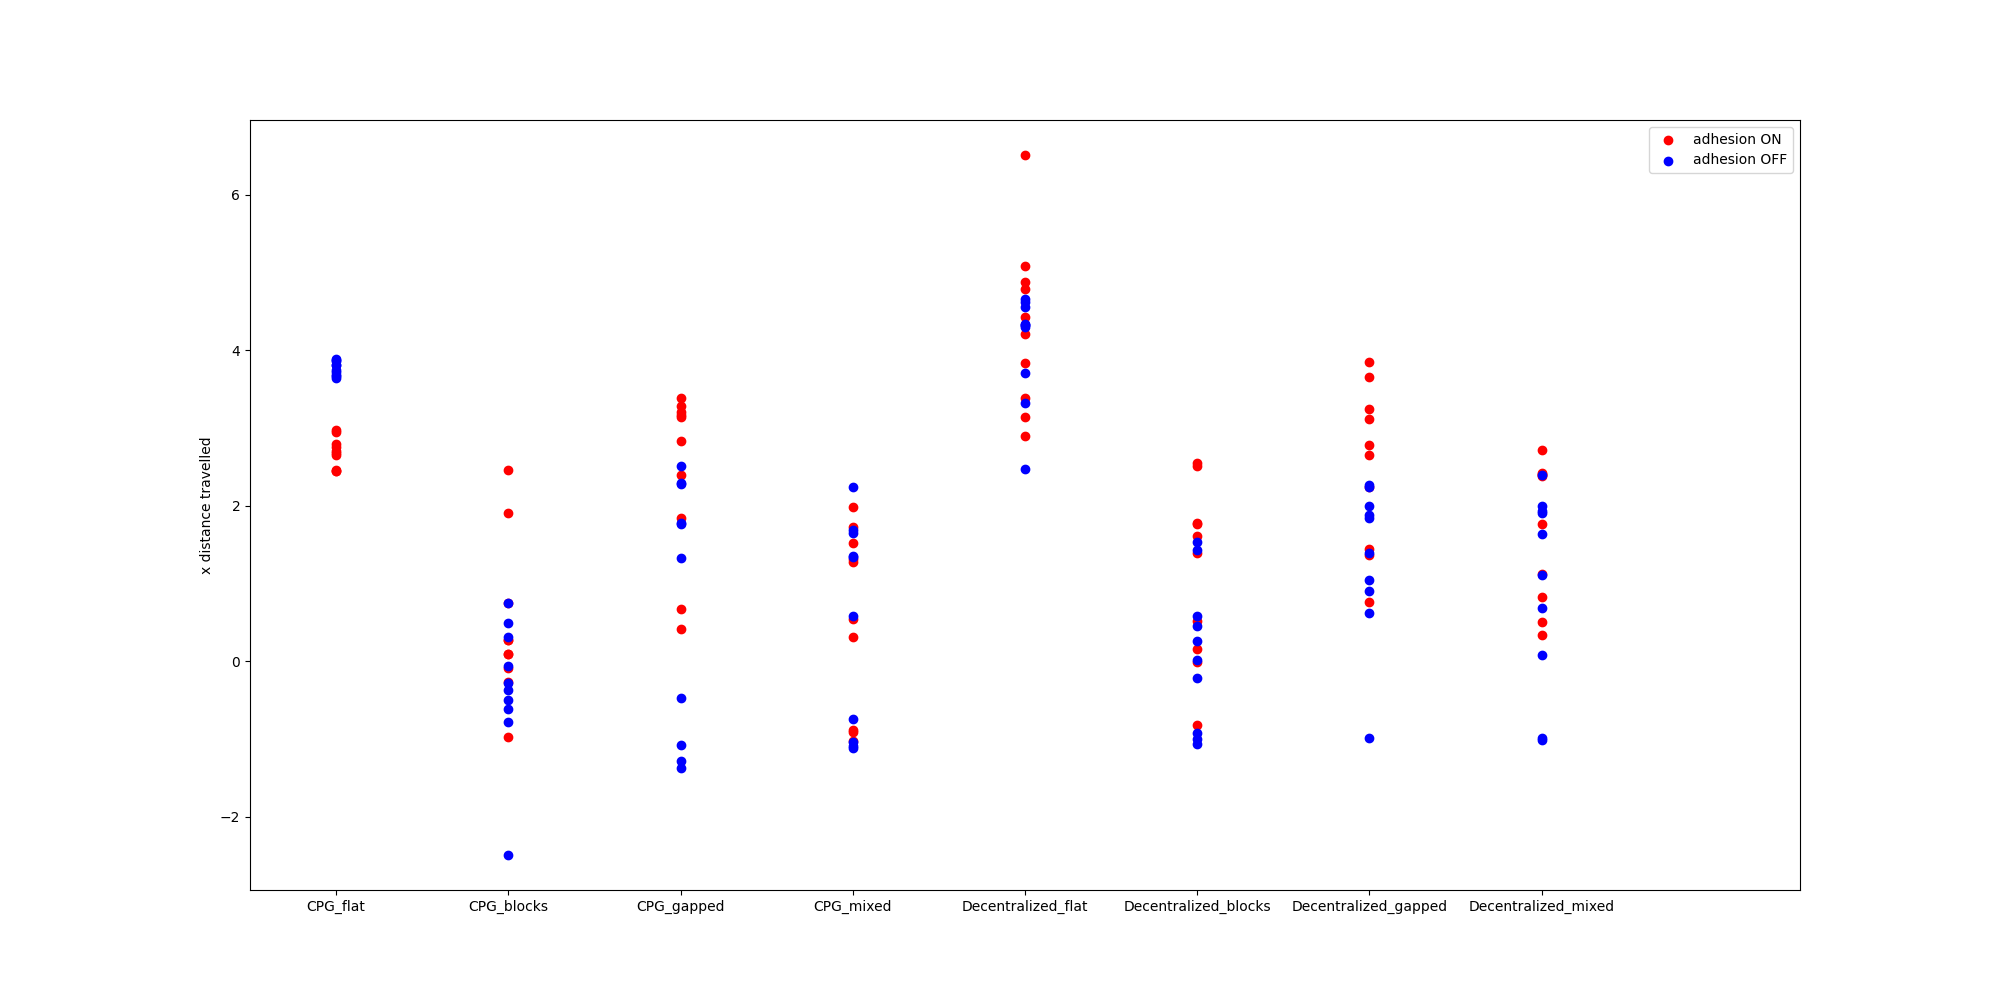 adhesion ON
adhesion OFF
6
4
2
0
−2
x distance travelled
CPG_flat
CPG_blocks
CPG_gapped
CPG_mixed
Decentralized_flat
Decentralized_blocks
Decentralized_gapped
Decentralized_mixed